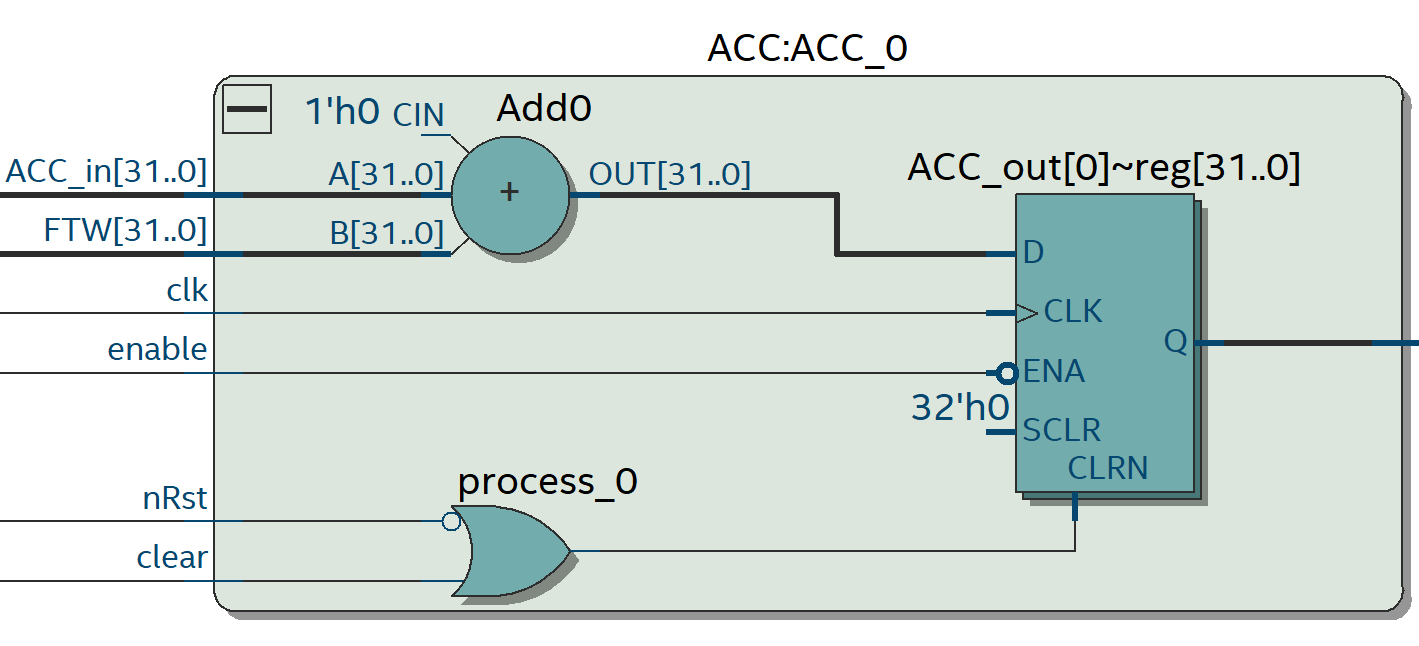 ACC:ACC_0
1'h0 CIN Add0
ACC_in[31..0] A[31..0] + OUT[31..0] ACC_out[0]~reg[31..0]
FTW[31..0] B[31..0] D
clk CLK
Q
enable ENA
32'h0 SCLR
CLRN
process_0
nRst
clear